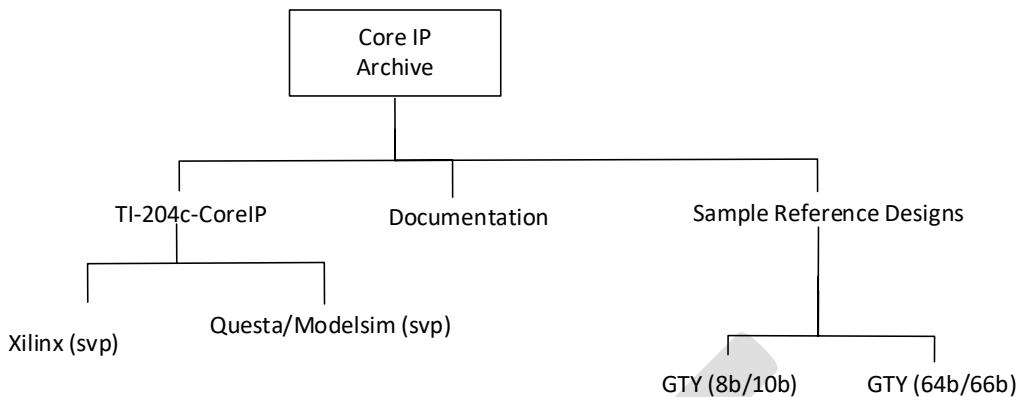 Core IP
Archive
TI-204c-CoreIP
Documentation
Sample Reference Designs
Xilinx (svp)
Questa/Modelsim (svp)
GTY (8b/10b)
GTY (64b/66b)